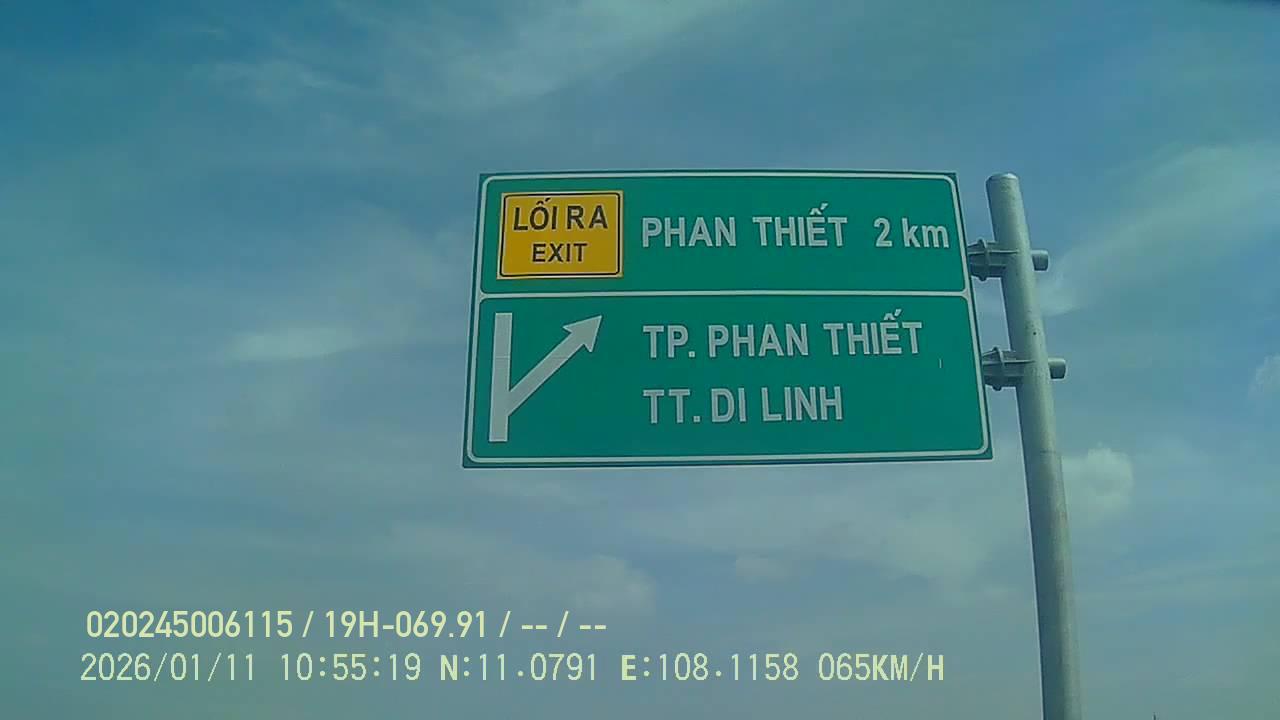 LỐI RA
EXIT
PHAN THIẾT 2 km
TP. PHAN THIẾT
TT. DI LINH
020245006115 / 19H-069.91 / -- / --
2026/01/11 10:55:19 N:11.0791 E:108.1158 065KM/H